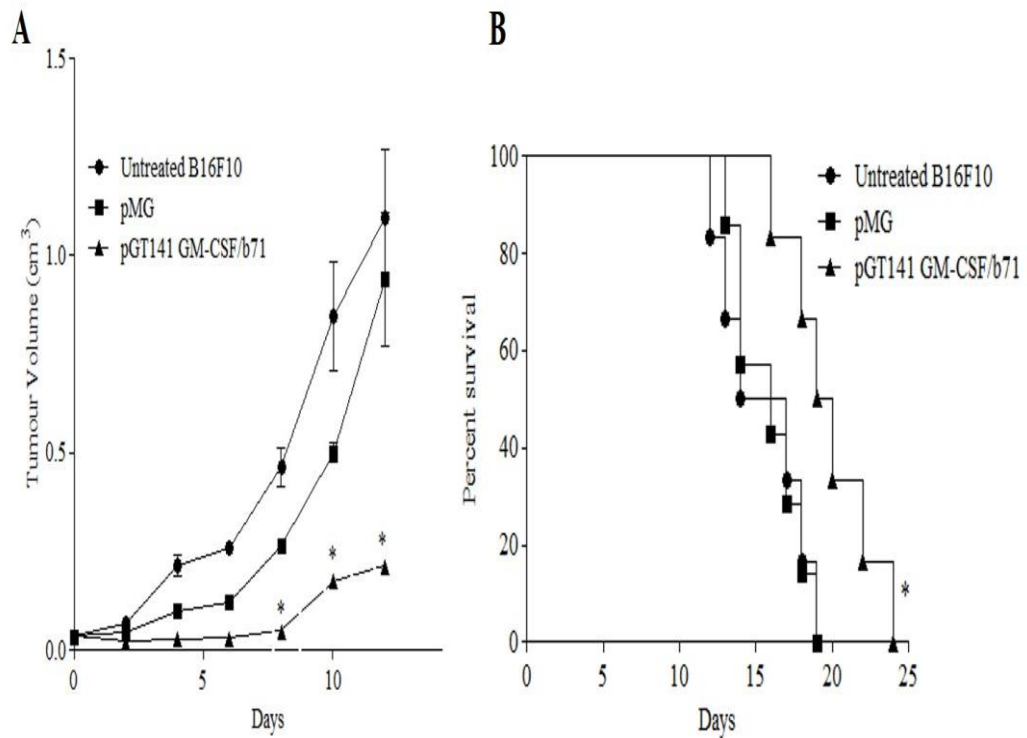 A
Tumour Volume (cm³)
1.5
1.0
0.5
0.0
Untreated B16F10
pMG
pGT141 GM-CSF/b71
*
*
*
0
5
10
Days
B
Percent survival
100
80
60
40
20
0
Untreated B16F10
pMG
pGT141 GM-CSF/b71
*
0
5
10
15
20
25
Days